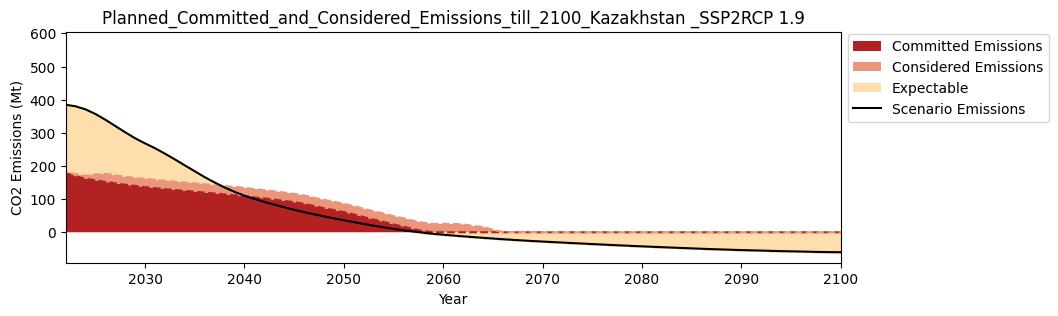 Planned_Committed_and_Considered_Emissions_till_2100_Kazakhstan _SSP2RCP 1.9
600
500
400
300
200
100
0
CO2 Emissions (Mt)
2030 2040 2050 2060 2070 2080 2090 2100
Year
Committed Emissions
Considered Emissions
Expectable
Scenario Emissions